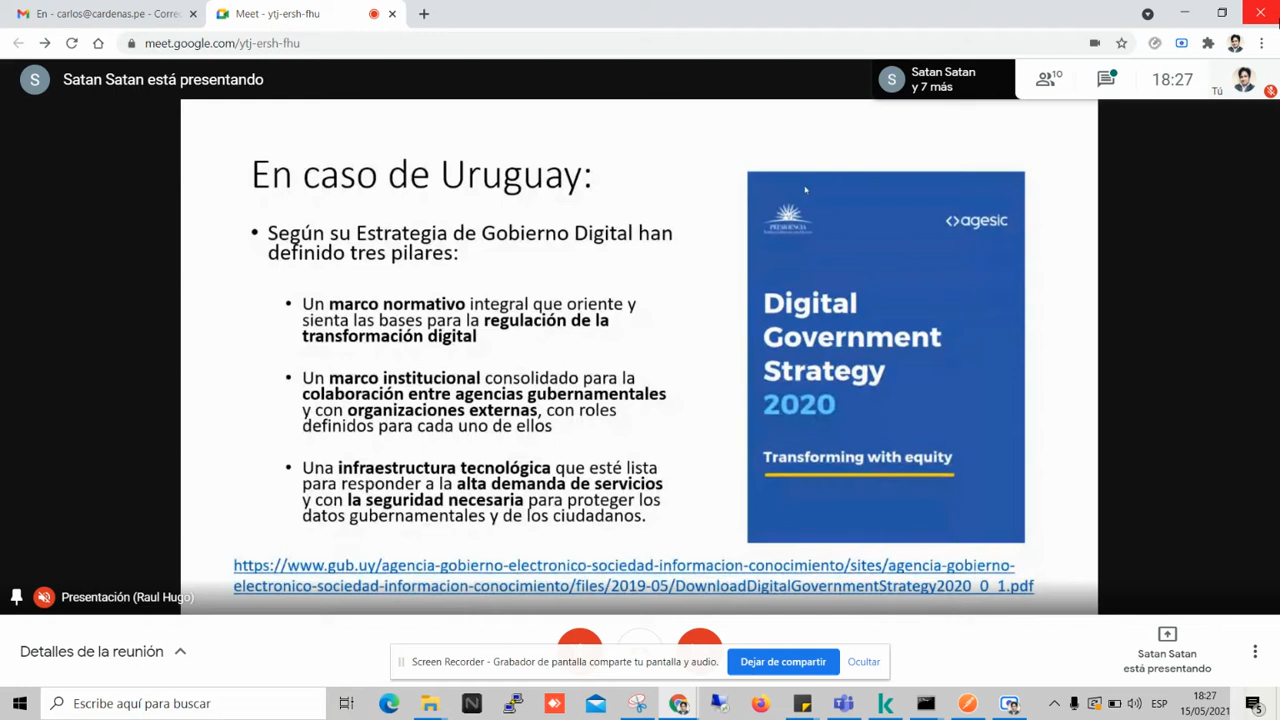 En - carlos@cardenas.pe - Corre
Meet - ytj-ersh-fhu
meet.google.com/ytj-ersh-fhu
S
Satan Satan está presentando
S
Satan Satan
y 7 más
10
18:27
Tú
En caso de Uruguay:
• Según su Estrategia de Gobierno Digital han
definido tres pilares:
• Un marco normativo integral que oriente y
sienta las bases para la regulación de la
transformación digital
• Un marco institucional consolidado para la
colaboración entre agencias gubernamentales
y con organizaciones externas, con roles
definidos para cada uno de ellos
• Una infraestructura tecnológica que esté lista
para responder a la alta demanda de servicios
y con la seguridad necesaria para proteger los
datos gubernamentales y de los ciudadanos.
PRESIDENCIA
agesic
Digital
Government
Strategy
2020
Transforming with equity
https://www.gub.uy/agencia-gobierno-electronico-sociedad-informacion-conocimiento/sites/agencia-gobierno-
electronico-sociedad-informacion-conocimiento/files/2019-05/DownloadDigitalGovernmentStrategy2020_0_1.pdf
Presentación (Raul Hugo)
Detalles de la reunión
Screen Recorder - Grabador de pantalla comparte tu pantalla y audio.
Dejar de compartir
Ocultar
Satan Satan
está presentando
Escribe aquí para buscar
ESP
18:27
15/05/2021
5